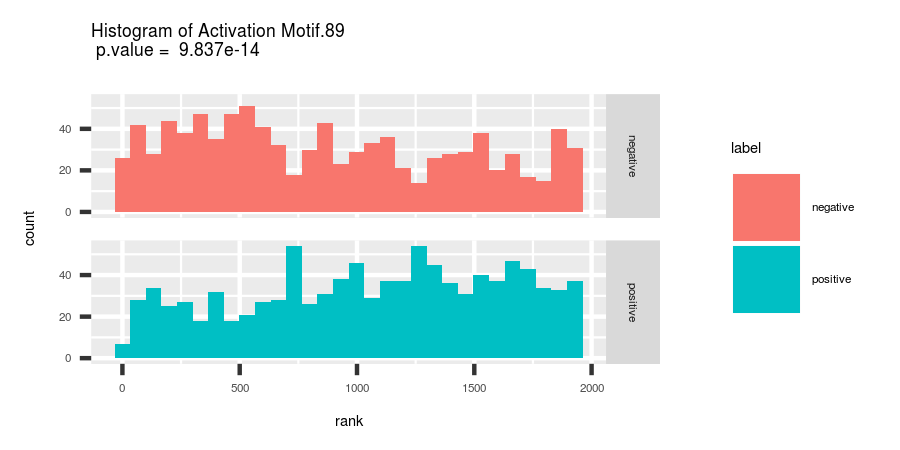 Histogram of Activation Motif.89
p.value = 9.837e-14
count
40
20
0
negative
40
20
0
positive
0
500
1000
1500
2000
rank
label
negative
positive